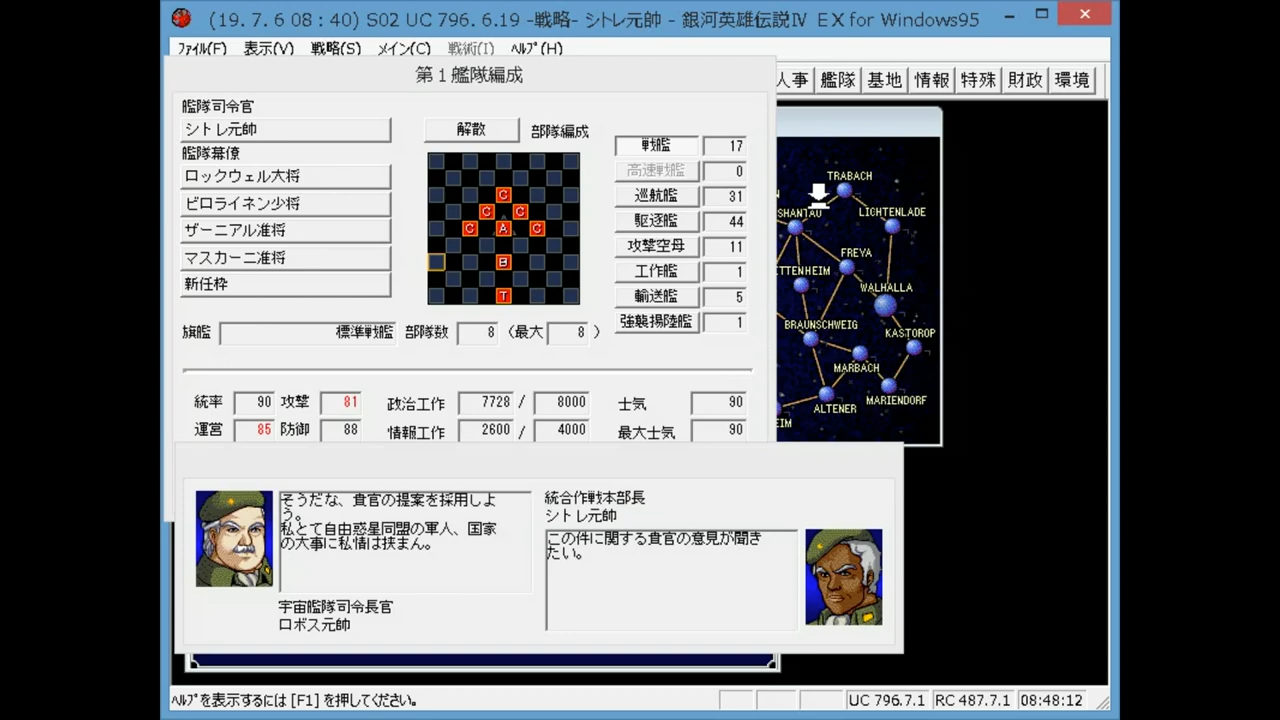 (19. 7. 6 08 : 40) S02 UC 796. 6.19 -戦略- シトレ元帥 - 銀河英雄伝説Ⅳ EX for Windows95
ﾌｧｲﾙ(F) 表示(V) 戦略(S) メイン(C) 戦術(I) ﾍﾙﾌﾟ(H)
第１艦隊編成
人事 艦隊 基地 情報 特殊 財政 環境
艦隊司令官
シトレ元帥
艦隊幕僚
ロックウェル大将
ビロライネン少将
ザーニアル准将
マスカーニ准将
新任枠
解散 部隊編成
C
C C
C A C
B
T
戦艦 17
高速戦艦 0
巡航艦 31
駆逐艦 44
攻撃空母 11
工作艦 1
輸送艦 5
強襲揚陸艦 1
旗艦 標準戦艦 部隊数 8 (最大 8 )
統率 90 攻撃 81 政治工作 7728 / 8000 士気 90
運営 85 防御 88 情報工作 2600 / 4000 最大士気 90
TRABACH
SHANTAU
LICHTENLADE
FREYA
TTENHEIM
WALHALLA
BRAUNSCHWEIG
KASTOROP
MARBACH
MARIENDORF
ALTENER
EIM
そうだな、貴官の提案を採用しよ
う。
私とて自由惑星同盟の軍人、国家
の大事に私情は挟まん。
宇宙艦隊司令長官
ロボス元帥
統合作戦本部長
シトレ元帥
この件に関する貴官の意見が聞き
たい。
ﾍﾙﾌﾟを表示するには [F1] を押してください。
UC 796.7.1 RC 487.7.1 08:48:12